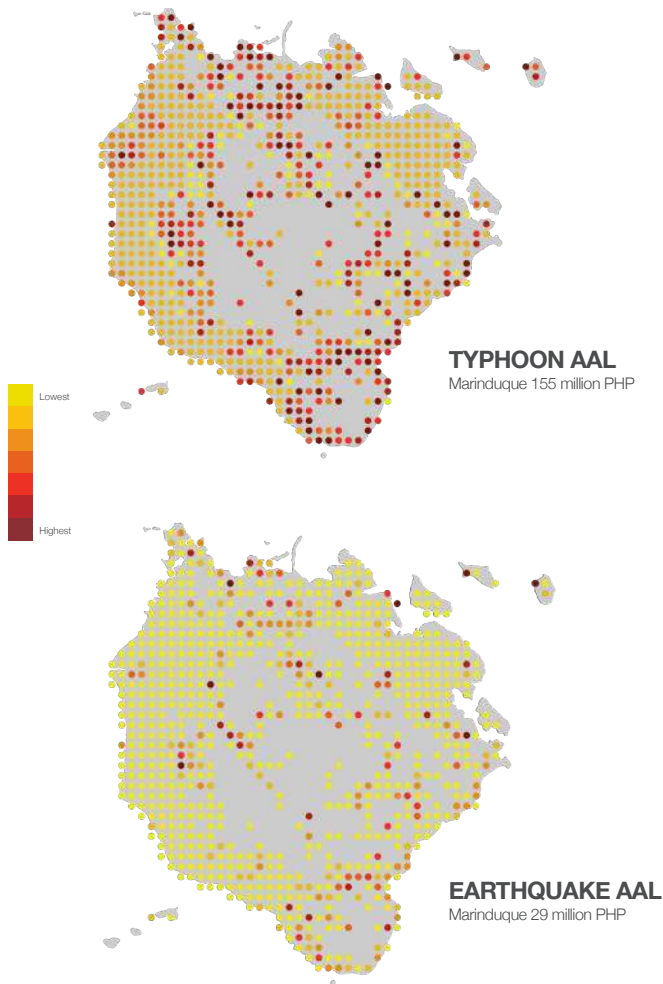 TYPHOON AAL
Marinduque 155 million PHP
Lowest
Highest
EARTHQUAKE AAL
Marinduque 29 million PHP